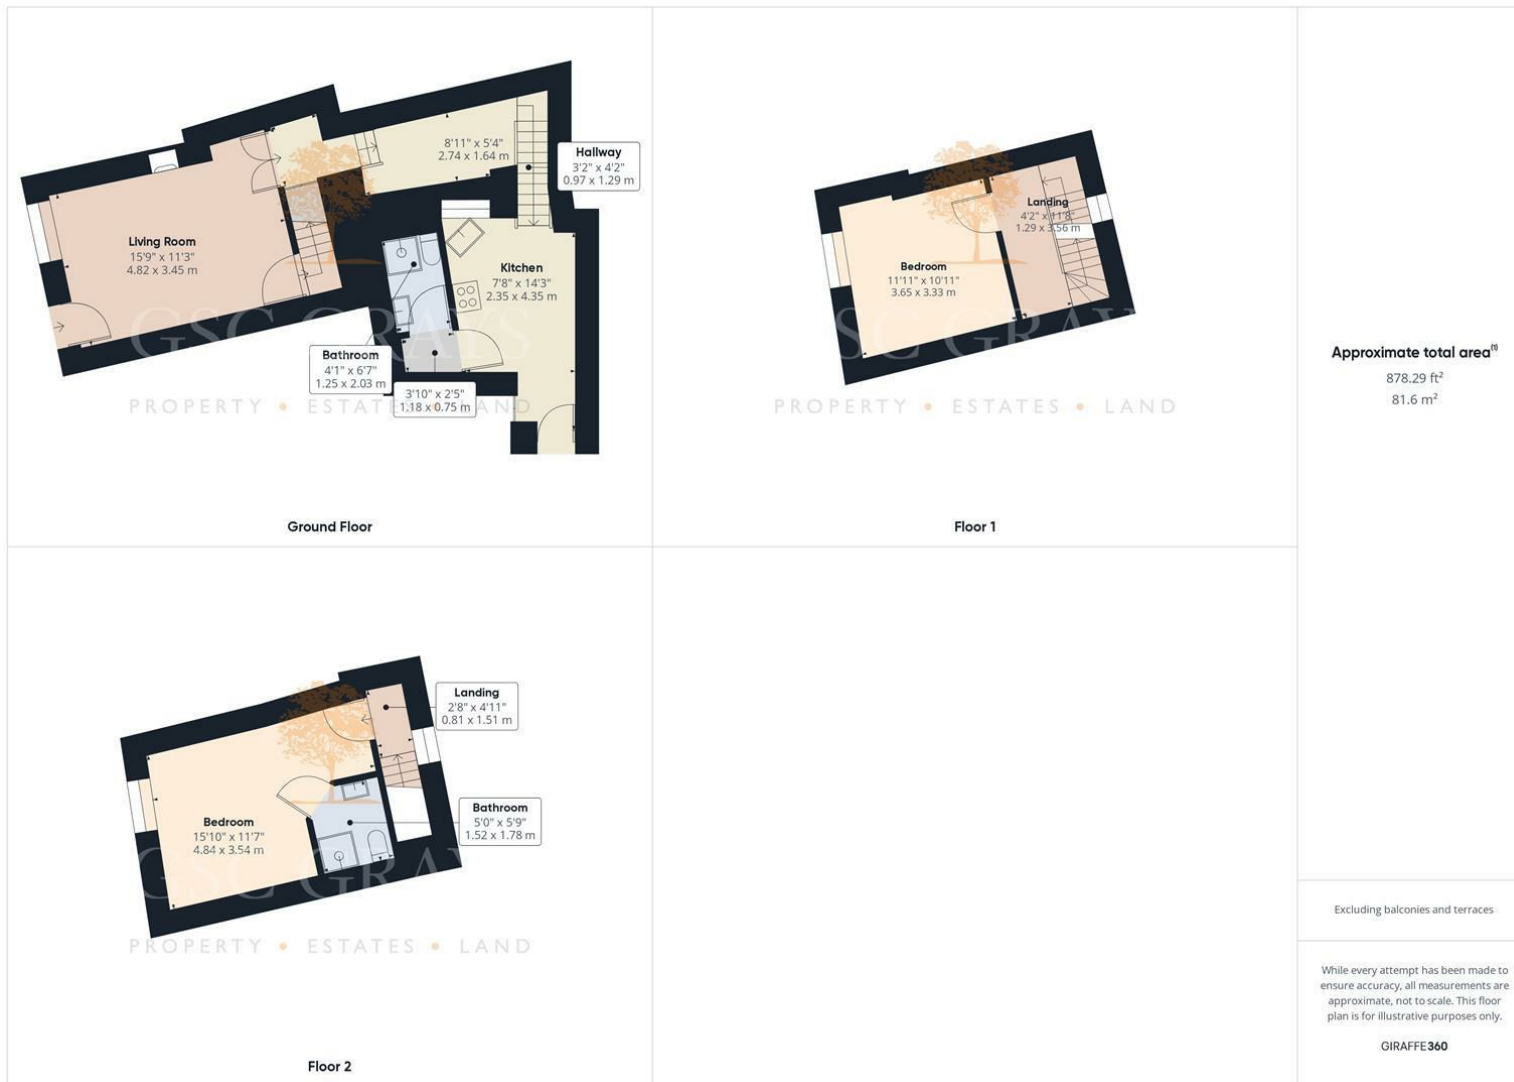 8'11" x 5'4"
2.74 x 1.64 m
Hallway
3'2" x 4'2"
0.97 x 1.29 m
Living Room
15'9" x 11'3"
4.82 x 3.45 m
Kitchen
7'8" x 14'3"
2.35 x 4.35 m
Bathroom
4'1" x 6'7"
1.25 x 2.03 m
3'10" x 2'5"
1.18 x 0.75 m
GSC GRAYS
PROPERTY • ESTATES • LAND
Ground Floor
Landing
4'2" x 11'8"
1.29 x 3.56 m
Bedroom
11'11" x 10'11"
3.65 x 3.33 m
GSC GRAYS
PROPERTY • ESTATES • LAND
Floor 1
Approximate total area(1)
878.29 ft²
81.6 m²
Landing
2'8" x 4'11"
0.81 x 1.51 m
Bedroom
15'10" x 11'7"
4.84 x 3.54 m
Bathroom
5'0" x 5'9"
1.52 x 1.78 m
GSC GRAYS
PROPERTY • ESTATES • LAND
Floor 2
Excluding balconies and terraces
While every attempt has been made to
ensure accuracy, all measurements are
approximate, not to scale. This floor
plan is for illustrative purposes only.
GIRAFFE360